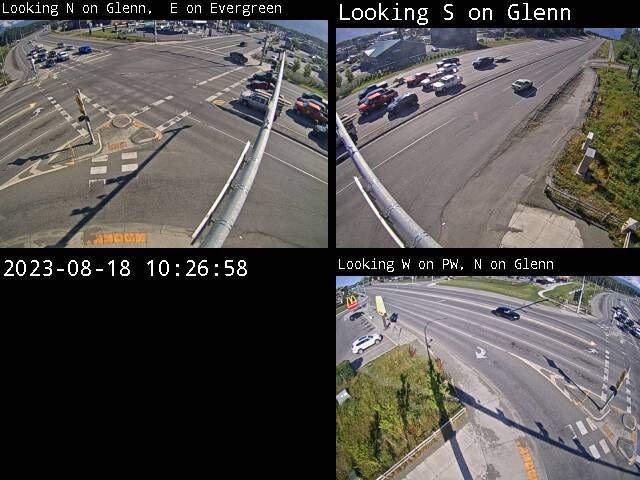 Looking N on Glenn,  E on Evergreen
Looking S on Glenn
2023-08-18 10:26:58
Looking W on PW, N on Glenn